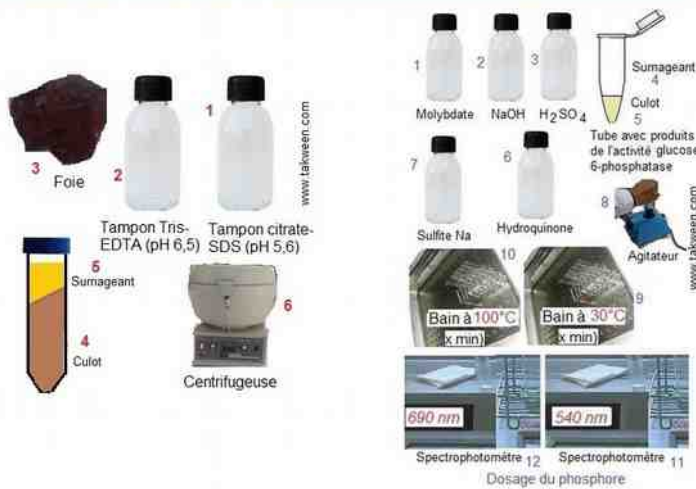 3
Foie
2
Tampon Tris-
EDTA (pH 6,5)
1
Tampon citrate-
SDS (pH 5,6)
www.takween.com
5
Surnageant
4
Culot
6
Centrifugeuse
1
Molybdate
2
NaOH
3
H2SO4
Surnageant
4
Culot
5
Tube avec produits
de l'activité glucose
6-phosphatase
7
Sulfite Na
6
Hydroquinone
8
Agitateur
www.takween.com
10
Bain à 100°C
x min)
9
Bain à 30°C
x min)
690 nm
Spectrophotomètre 12
540 nm
Spectrophotomètre 11
Dosage du phosphore